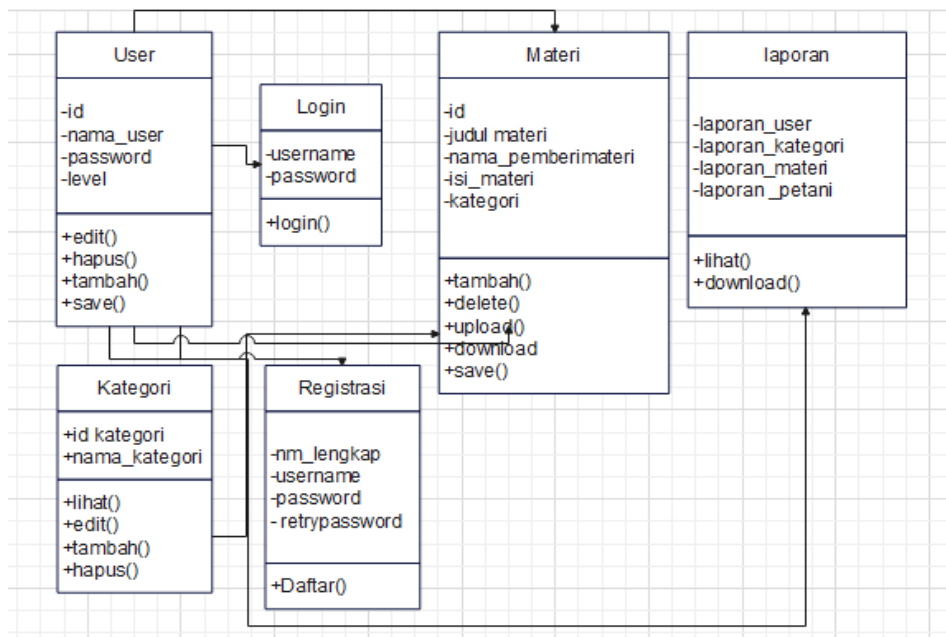 User
-id
-nama_user
-password
-level
+edit()
+hapus()
+tambah()
+save()
Login
-username
-password
+login()
Materi
-id
-judul materi
-nama_pemberimateri
-isi_materi
-kategori
+tambah()
+delete()
+upload()
+download
+save()
laporan
-laporan_user
-laporan_kategori
-laporan_materi
-laporan _petani
+lihat()
+download()
Kategori
+id kategori
+nama_kategori
+lihat()
+edit()
+tambah()
+hapus()
Registrasi
-nm_lengkap
-username
-password
- retrypassword
+Daftar()